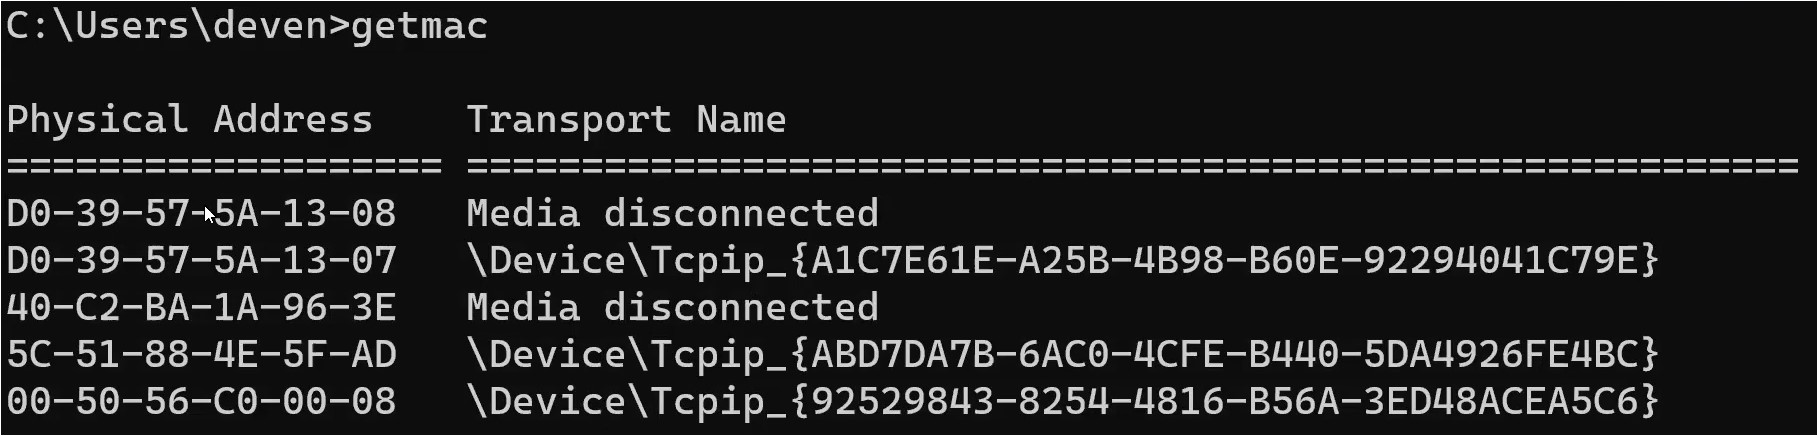 C:\Users\deven>getmac
Physical Address    Transport Name
=================== ==========================================================
D0-39-57-5A-13-08   Media disconnected
D0-39-57-5A-13-07   \Device\Tcpip_{A1C7E61E-A25B-4B98-B60E-92294041C79E}
40-C2-BA-1A-96-3E   Media disconnected
5C-51-88-4E-5F-AD   \Device\Tcpip_{ABD7DA7B-6AC0-4CFE-B440-5DA4926FE4BC}
00-50-56-C0-00-08   \Device\Tcpip_{92529843-8254-4816-B56A-3ED48ACEA5C6}